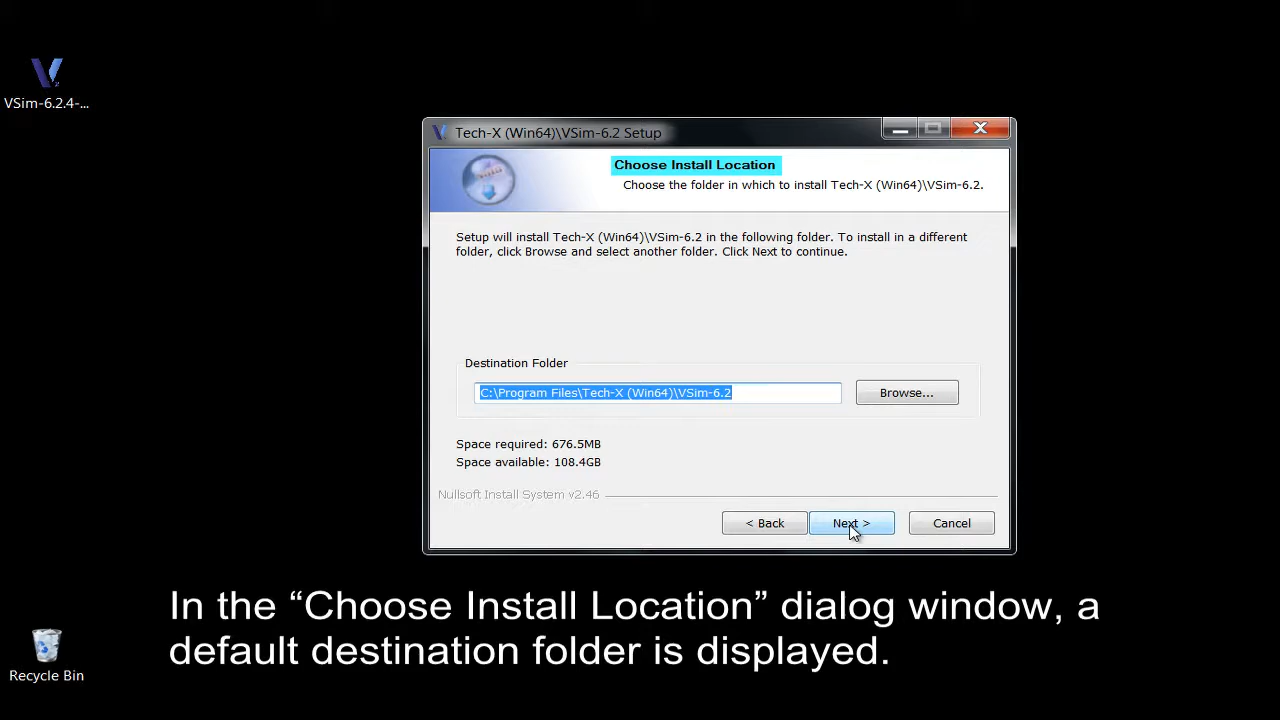 VSim-6.2.4-...
Tech-X (Win64)\VSim-6.2 Setup
Choose Install Location
Choose the folder in which to install Tech-X (Win64)\VSim-6.2.
Setup will install Tech-X (Win64)\VSim-6.2 in the following folder. To install in a different
folder, click Browse and select another folder. Click Next to continue.
Destination Folder
C:\Program Files\Tech-X (Win64)\VSim-6.2
Browse...
Space required: 676.5MB
Space available: 108.4GB
Nullsoft Install System v2.46
< Back
Next >
Cancel
In the “Choose Install Location” dialog window, a
default destination folder is displayed.
Recycle Bin